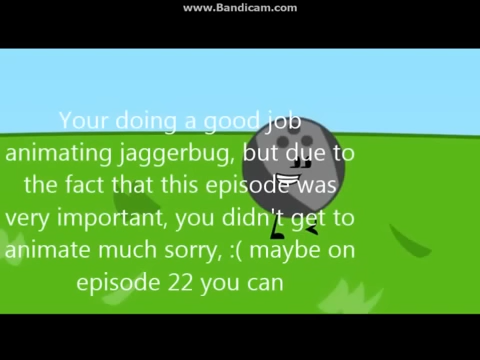 www.Bandicam.com
Your doing a good job
animating jaggerbug, but due to
the fact that this episode was
very important, you didn't get to
animate much sorry, :( maybe on
episode 22 you can